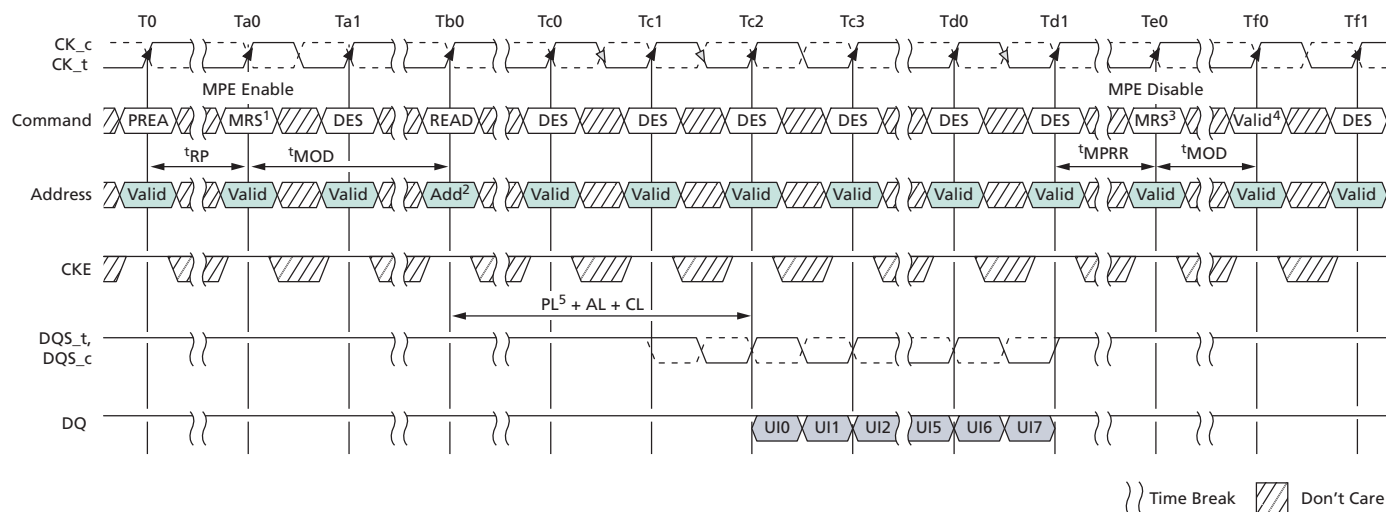 T0 Ta0 Ta1 Tb0 Tc0 Tc1 Tc2 Tc3 Td0 Td1 Te0 Tf0 Tf1
CK_c
CK_t
MPE Enable MPE Disable
Command PREA MRS1 DES READ DES DES DES DES DES DES MRS3 Valid4 DES
tRP tMOD tMPRR tMOD
Address Valid Valid Valid Add2 Valid Valid Valid Valid Valid Valid Valid Valid Valid
CKE
PL5 + AL + CL
DQS_t,
DQS_c
DQ UI0 UI1 UI2 UI5 UI6 UI7
Time Break Don't Care